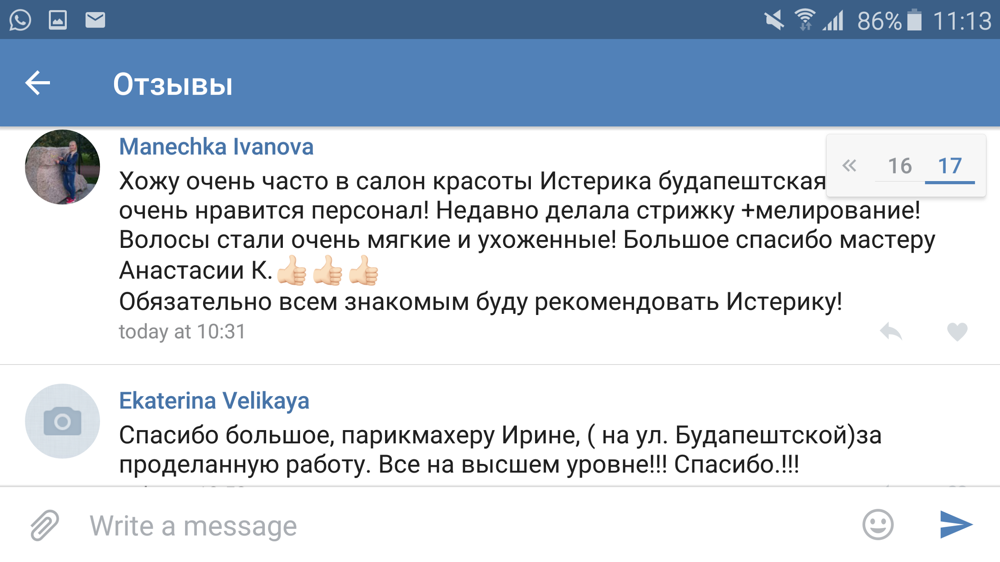 86% 11:13
Отзывы
Manechka Ivanova
« 16 17
Хожу очень часто в салон красоты Истерика будапештская
очень нравится персонал! Недавно делала стрижку +мелирование!
Волосы стали очень мягкие и ухоженные! Большое спасибо мастеру
Анастасии К.👍🏻👍🏻👍🏻
Обязательно всем знакомым буду рекомендовать Истерику!
today at 10:31
Ekaterina Velikaya
Спасибо большое, парикмахеру Ирине, ( на ул. Будапештской)за
проделанную работу. Все на высшем уровне!!! Спасибо.!!!
Write a message